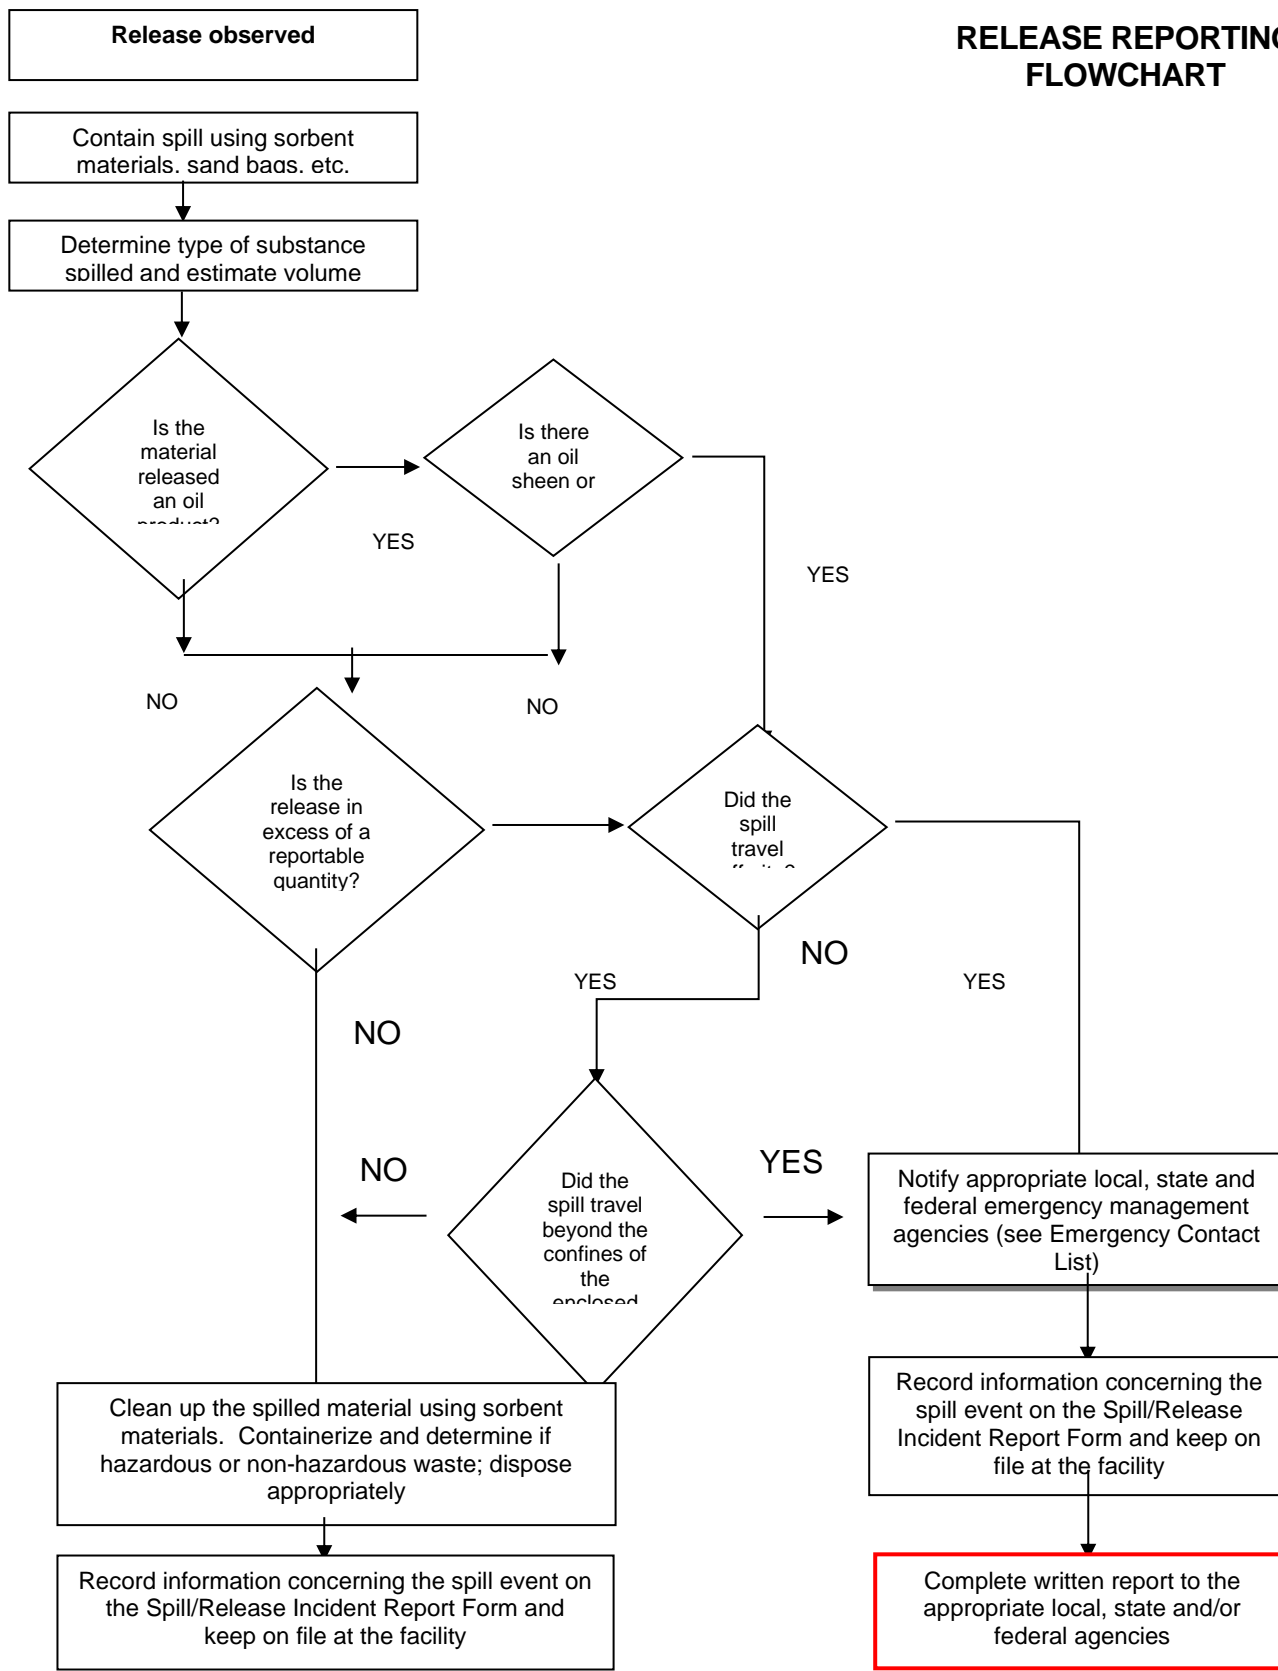 Release observed
RELEASE REPORTING
FLOWCHART
Contain spill using sorbent
materials, sand bags, etc.
Determine type of substance
spilled and estimate volume
Is the
material
released
an oil
product?
Is there
an oil
sheen or
YES
YES
NO
NO
Is the
release in
excess of a
reportable
quantity?
Did the
spill
travel
NO
YES
YES
NO
NO
YES
Did the
spill travel
beyond the
confines of
the
enclosed
Notify appropriate local, state and
federal emergency management
agencies (see Emergency Contact
List)
Clean up the spilled material using sorbent
materials.  Containerize and determine if
hazardous or non-hazardous waste; dispose
appropriately
Record information concerning the
spill event on the Spill/Release
Incident Report Form and keep on
file at the facility
Record information concerning the spill event on
the Spill/Release Incident Report Form and
keep on file at the facility
Complete written report to the
appropriate local, state and/or
federal agencies